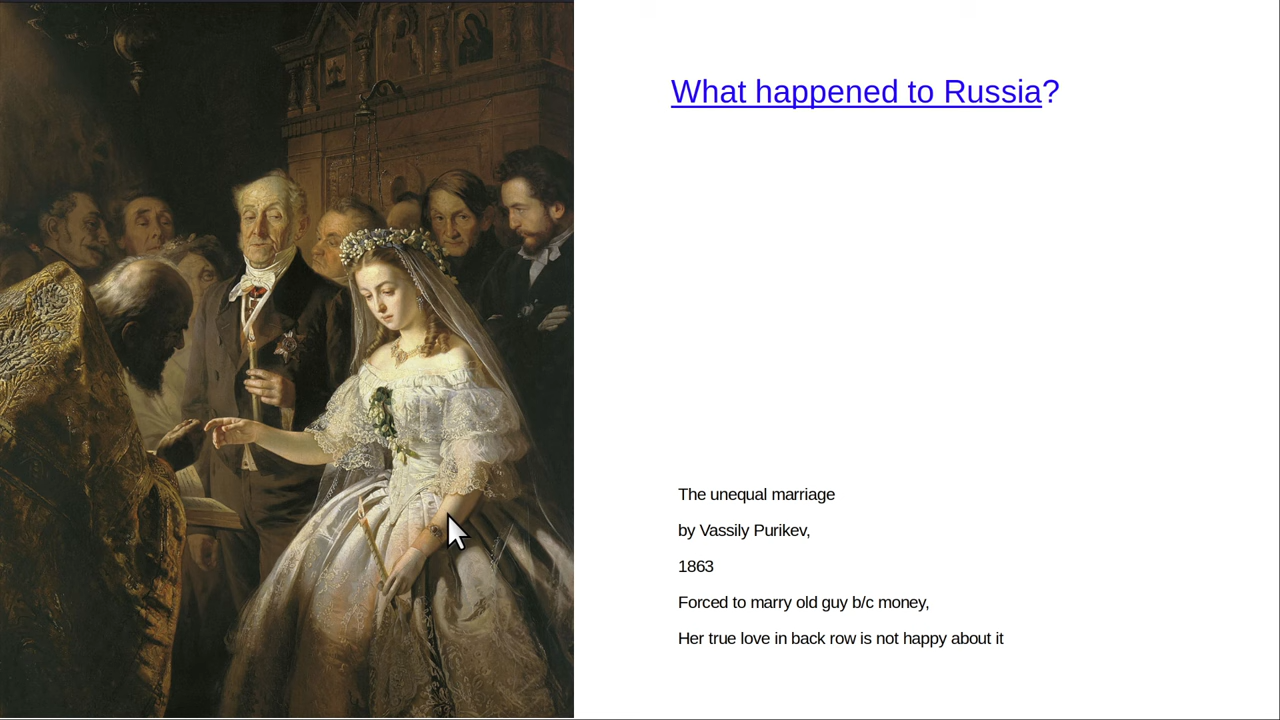 What happened to Russia?
The unequal marriage
by Vassily Purikev,
1863
Forced to marry old guy b/c money,
Her true love in back row is not happy about it